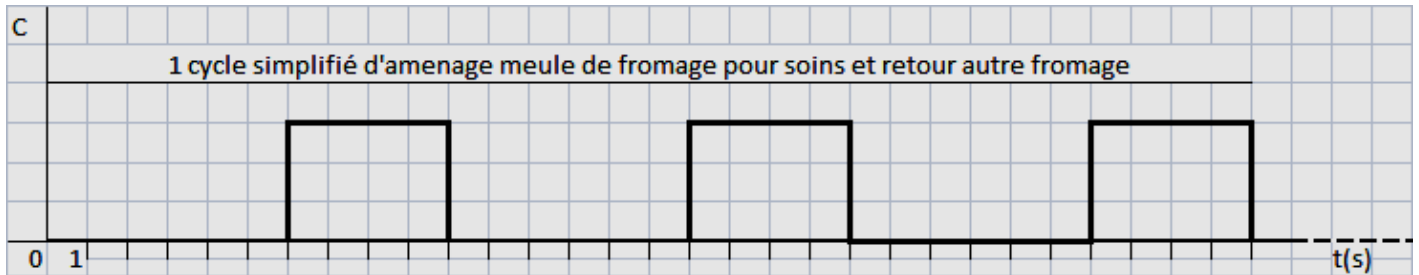 C
1 cycle simplifié d'amenage meule de fromage pour soins et retour autre fromage
0 1 t(s)